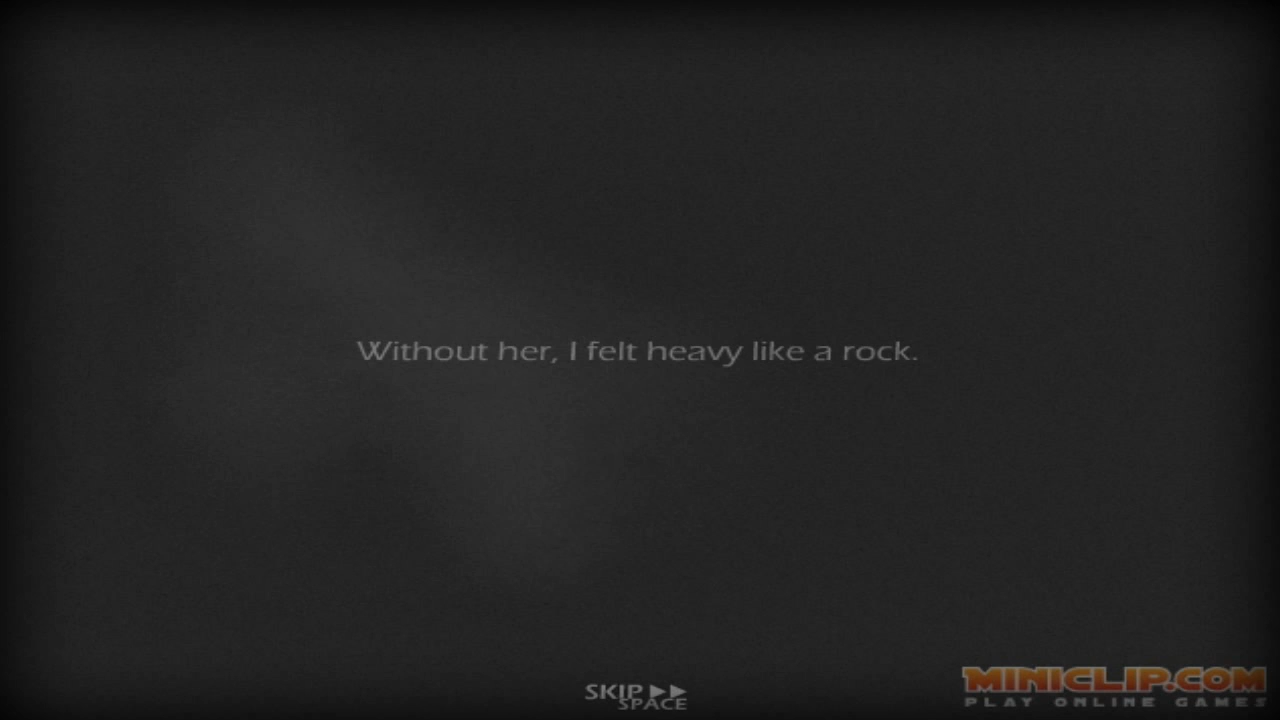 Without her, I felt heavy like a rock.
SKIP
SPACE
MINICLIP.COM
PLAY ONLINE GAMES